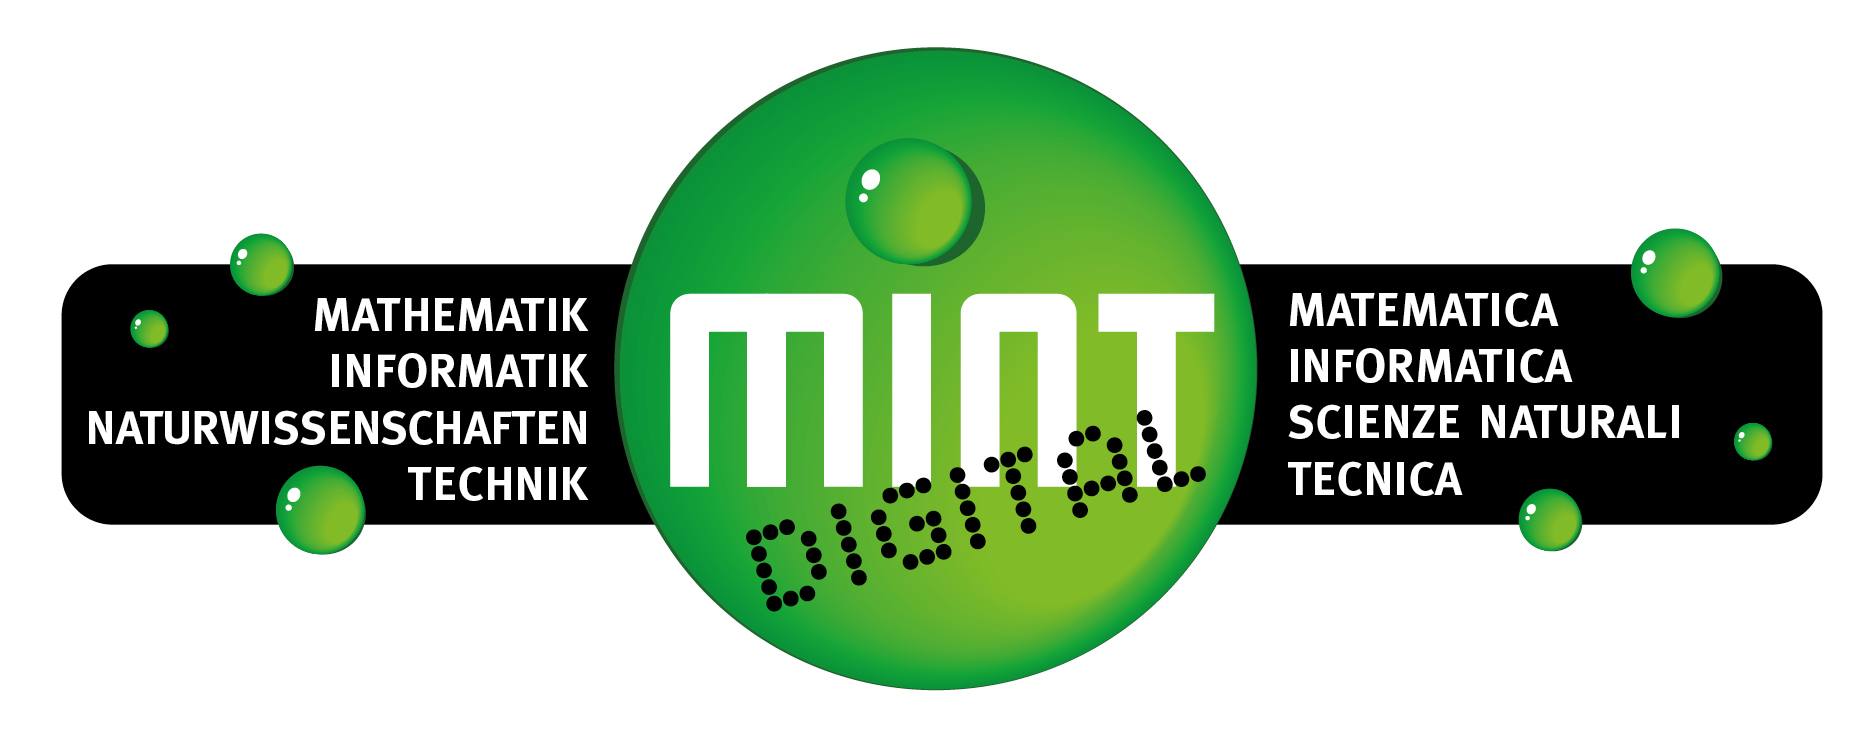 MATHEMATIK
INFORMATIK
NATURWISSENSCHAFTEN
TECHNIK
MINT
DIGITAL
MATEMATICA
INFORMATICA
SCIENZE NATURALI
TECNICA